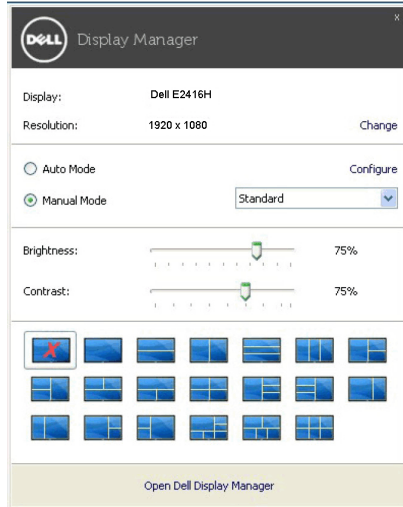 x
DELL Display Manager
Display: Dell E2416H
Resolution: 1920 x 1080 Change
Auto Mode Configure
Manual Mode Standard
Brightness: 75%
Contrast: 75%
Open Dell Display Manager